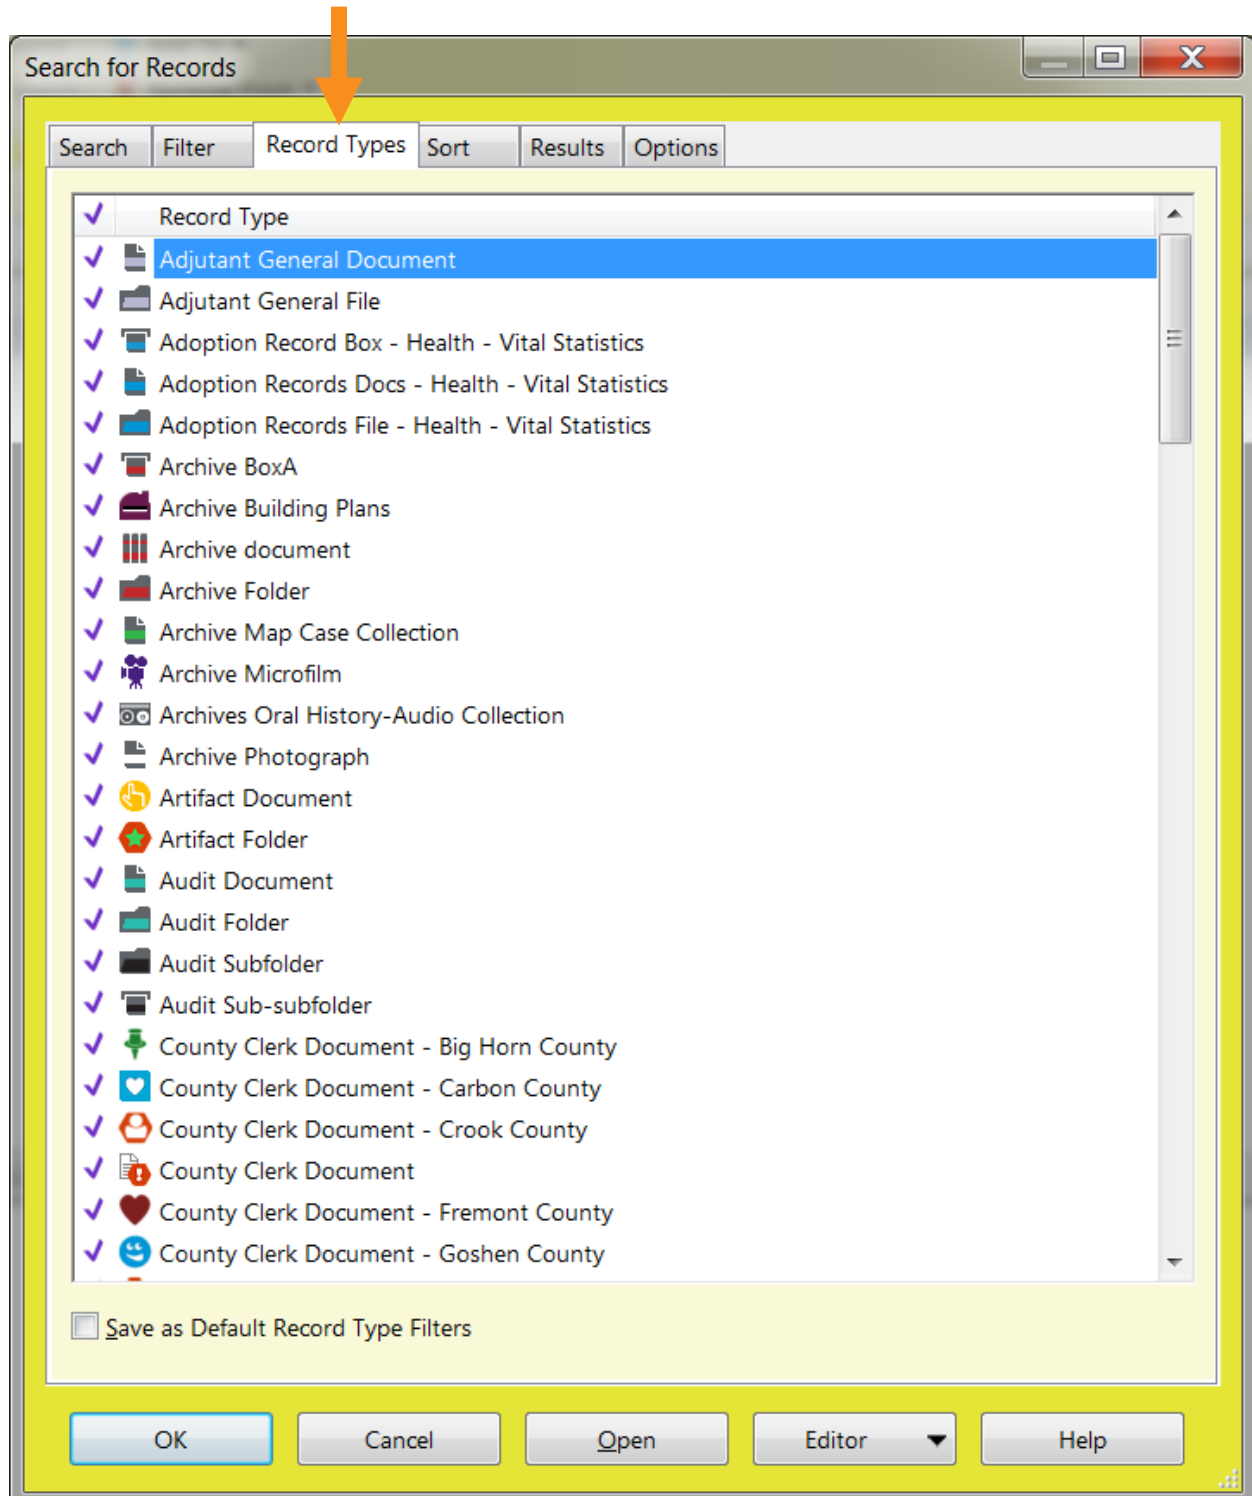 Search for Records
Search Filter Record Types Sort Results Options
Record Type
Adjutant General Document
Adjutant General File
Adoption Record Box - Health - Vital Statistics
Adoption Records Docs - Health - Vital Statistics
Adoption Records File - Health - Vital Statistics
Archive BoxA
Archive Building Plans
Archive document
Archive Folder
Archive Map Case Collection
Archive Microfilm
Archives Oral History-Audio Collection
Archive Photograph
Artifact Document
Artifact Folder
Audit Document
Audit Folder
Audit Subfolder
Audit Sub-subfolder
County Clerk Document - Big Horn County
County Clerk Document - Carbon County
County Clerk Document - Crook County
County Clerk Document
County Clerk Document - Fremont County
County Clerk Document - Goshen County
Save as Default Record Type Filters
OK Cancel Open Editor Help